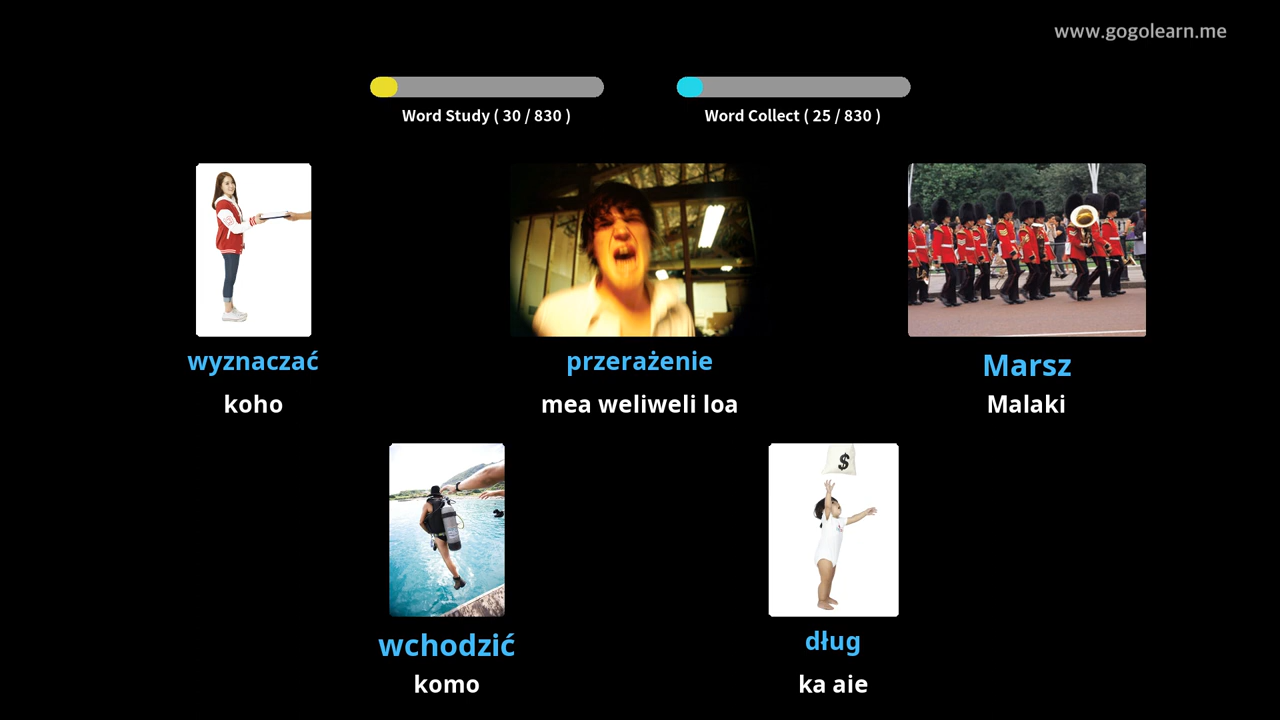 www.gogolearn.me
Word Study ( 30 / 830 )
Word Collect ( 25 / 830 )
wyznaczać
koho
przerażenie
mea weliweli loa
Marsz
Malaki
$
wchodzić
komo
dług
ka aie